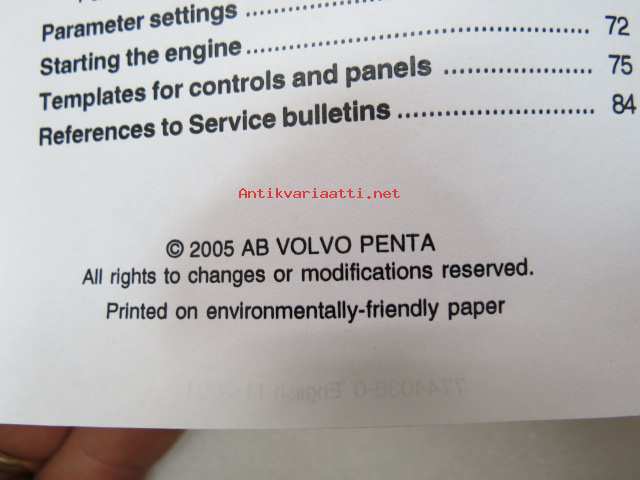 Parameter settings ........................
Starting the engine ............................................ 72
Templates for controls and panels .................... 75
References to Service bulletins .......................... 84
Antikvariaatti.net
© 2005 AB VOLVO PENTA
All rights to changes or modifications reserved.
Printed on environmentally-friendly paper